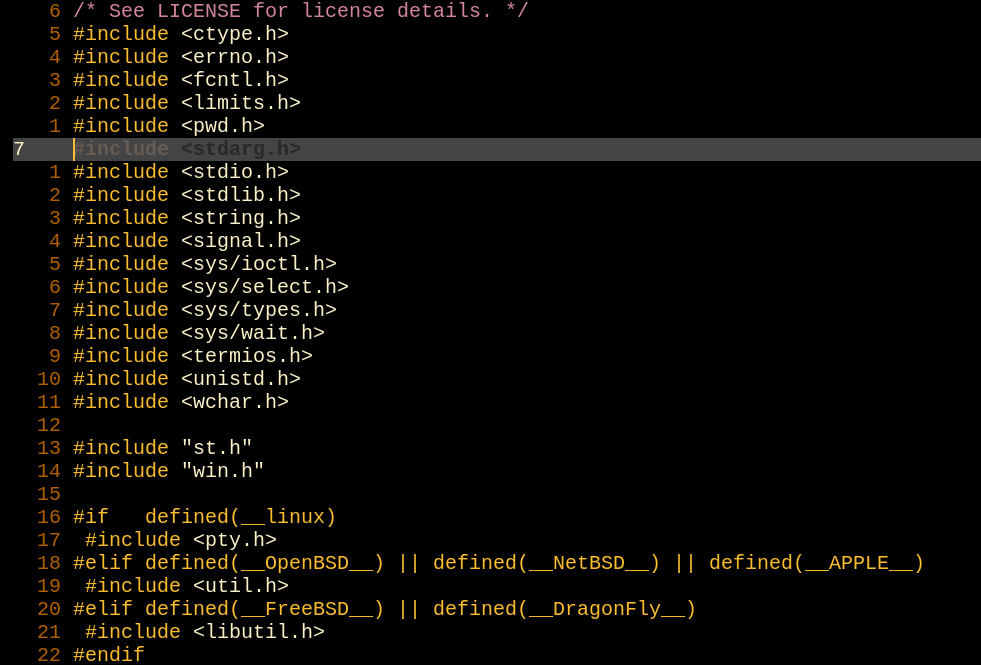 6 /* See LICENSE for license details. */
5 #include <ctype.h>
4 #include <errno.h>
3 #include <fcntl.h>
2 #include <limits.h>
1 #include <pwd.h>
7 #include <stdarg.h>
1 #include <stdio.h>
2 #include <stdlib.h>
3 #include <string.h>
4 #include <signal.h>
5 #include <sys/ioctl.h>
6 #include <sys/select.h>
7 #include <sys/types.h>
8 #include <sys/wait.h>
9 #include <termios.h>
10 #include <unistd.h>
11 #include <wchar.h>
12
13 #include "st.h"
14 #include "win.h"
15
16 #if   defined(__linux)
17  #include <pty.h>
18 #elif defined(__OpenBSD__) || defined(__NetBSD__) || defined(__APPLE__)
19  #include <util.h>
20 #elif defined(__FreeBSD__) || defined(__DragonFly__)
21  #include <libutil.h>
22 #endif